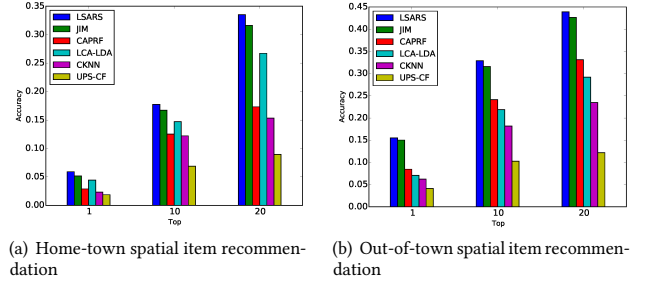 0.35
0.30
0.25
0.20
0.15
0.10
0.05
0.00
Accuracy
LSARS
JIM
CAPRF
LCA-LDA
CKNN
UPS-CF
1 10 20
Top
(a) Home-town spatial item recommen-
dation
0.45
0.40
0.35
0.30
0.25
0.20
0.15
0.10
0.05
0.00
Accuracy
LSARS
JIM
CAPRF
LCA-LDA
CKNN
UPS-CF
1 10 20
Top
(b) Out-of-town spatial item recommen-
dation